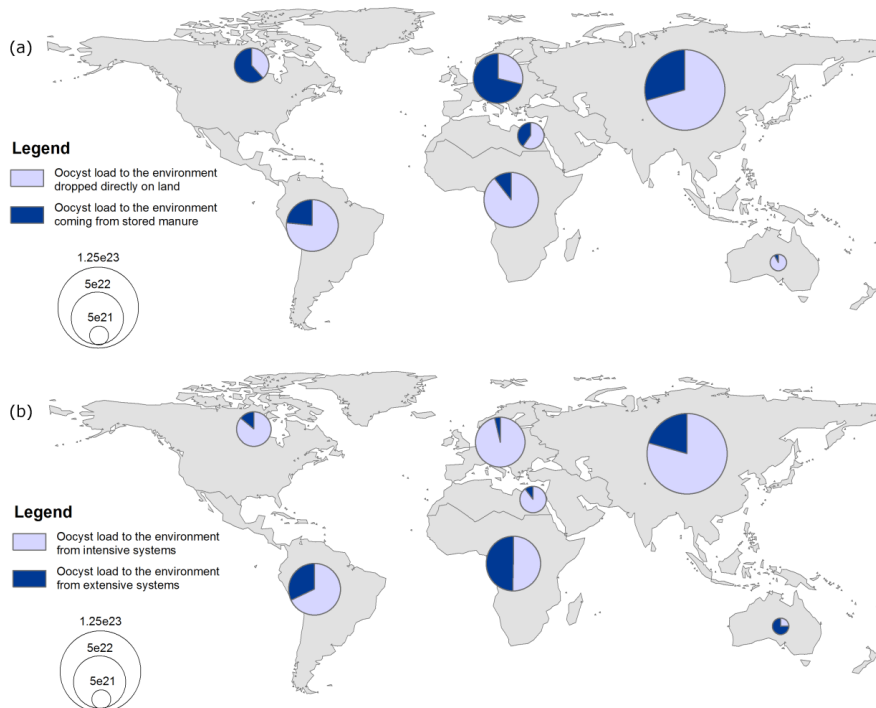 (a)
Legend
Oocyst load to the environment
dropped directly on land
Oocyst load to the environment
coming from stored manure
1.25e23
5e22
5e21
(b)
Legend
Oocyst load to the environment
from intensive systems
Oocyst load to the environment
from extensive systems
1.25e23
5e22
5e21